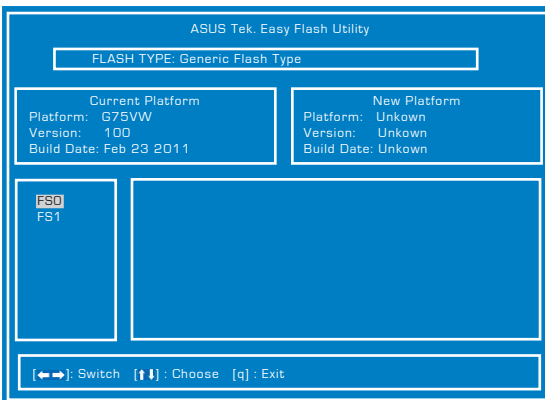 ASUS Tek. Easy Flash Utility
FLASH TYPE: Generic Flash Type
Current Platform
Platform: G75VW
Version: 100
Build Date: Feb 23 2011
New Platform
Platform: Unkown
Version: Unkown
Build Date: Unkown
FS0
FS1
[←→]: Switch [↑↓] : Choose [q] : Exit